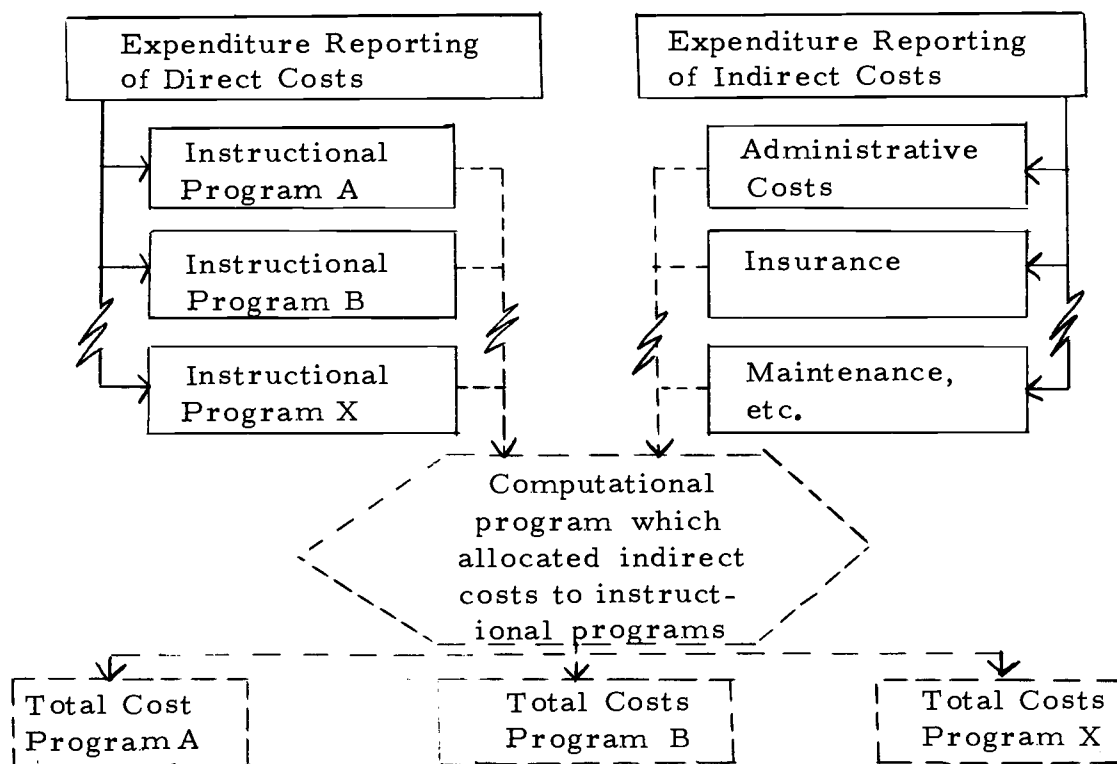 Expenditure Reporting
of Direct Costs
Expenditure Reporting
of Indirect Costs
Instructional
Program A
Administrative
Costs
Instructional
Program B
Insurance
Instructional
Program X
Maintenance,
etc.
Computational
program which
allocated indirect
costs to instruct-
ional programs
Total Cost
Program A
Total Costs
Program B
Total Costs
Program X